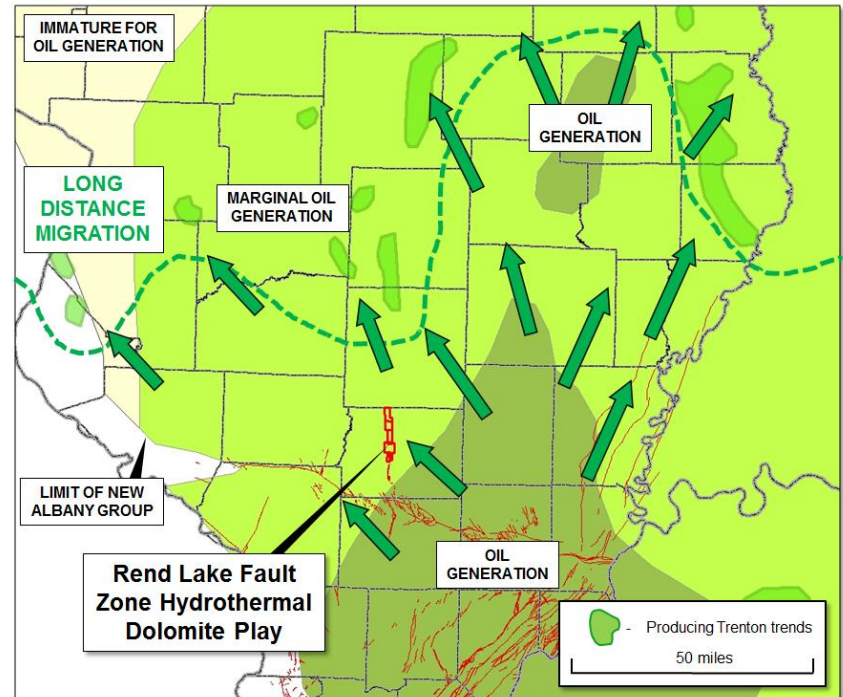 IMMATURE FOR
OIL GENERATION
OIL
GENERATION
LONG
DISTANCE
MIGRATION
MARGINAL OIL
GENERATION
LIMIT OF NEW
ALBANY GROUP
OIL
GENERATION
Rend Lake Fault
Zone Hydrothermal
Dolomite Play
- Producing Trenton trends
50 miles